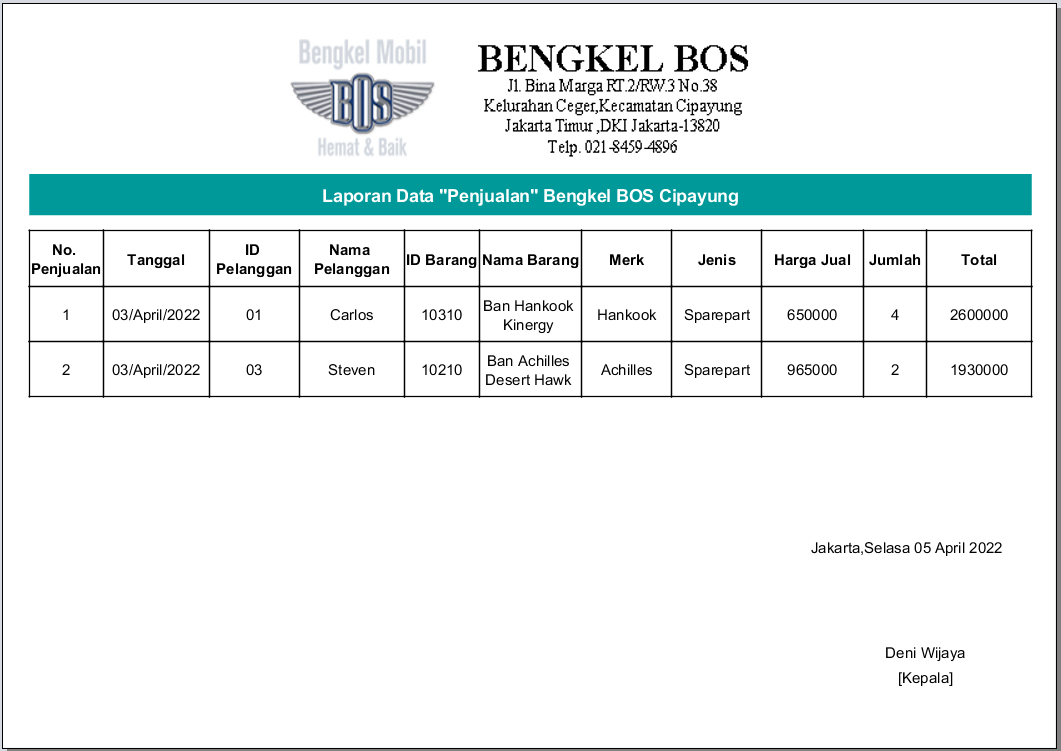 Bengkel Mobil
BOS
Hemat & Baik
BENGKEL BOS
Jl. Bina Marga RT.2/RW.3 No.38
Kelurahan Ceger,Kecamatan Cipayung
Jakarta Timur ,DKI Jakarta-13820
Telp. 021-8459-4896
Laporan Data "Penjualan" Bengkel BOS Cipayung
No. Penjualan Tanggal ID Pelanggan Nama Pelanggan ID Barang Nama Barang Merk Jenis Harga Jual Jumlah Total
1 03/April/2022 01 Carlos 10310 Ban Hankook Kinergy Hankook Sparepart 650000 4 2600000
2 03/April/2022 03 Steven 10210 Ban Achilles Desert Hawk Achilles Sparepart 965000 2 1930000
Jakarta,Selasa 05 April 2022
Deni Wijaya
[Kepala]